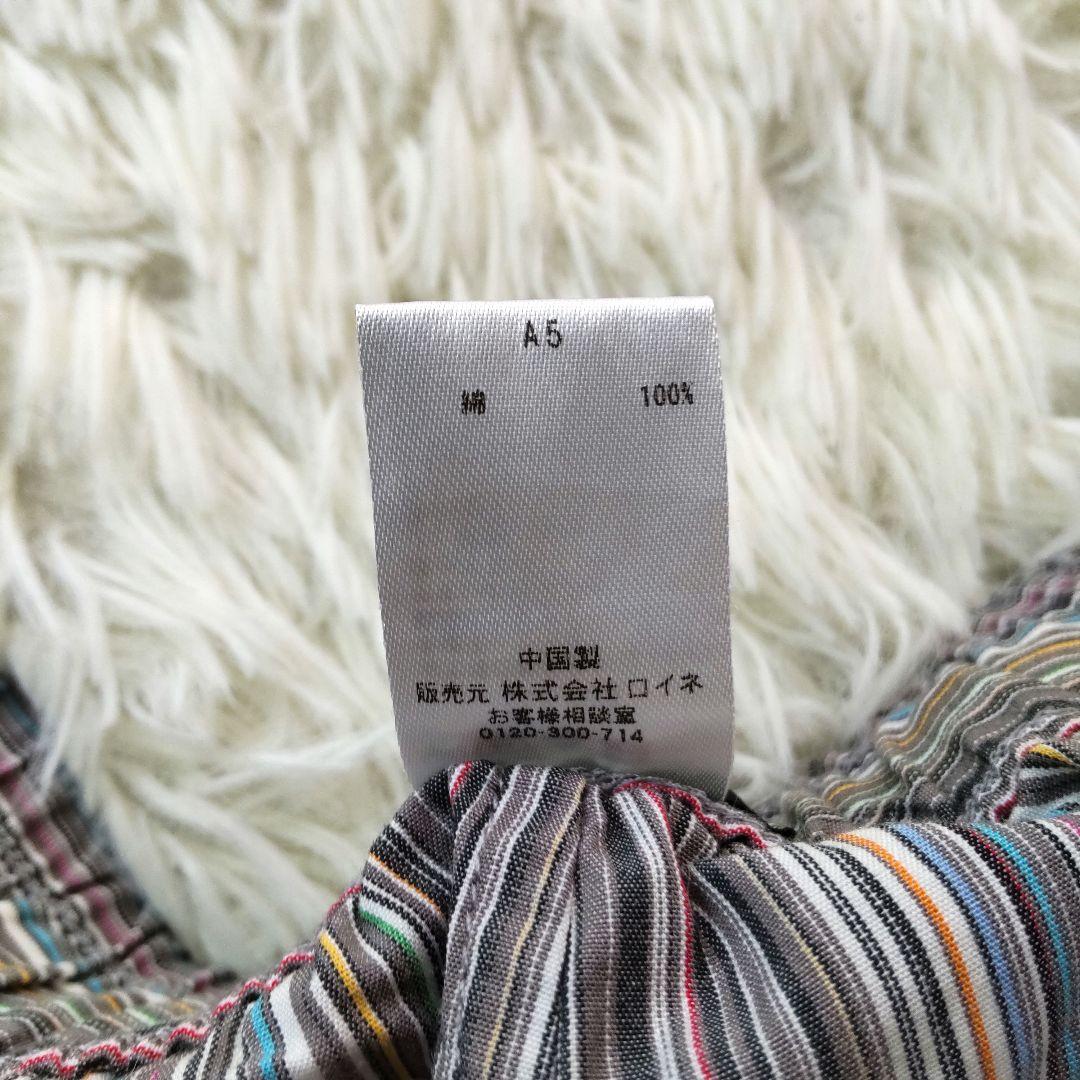 A5
綿 100%
中国製
販売元 株式会社 ロイネ
お客様相談室
0120-300-714